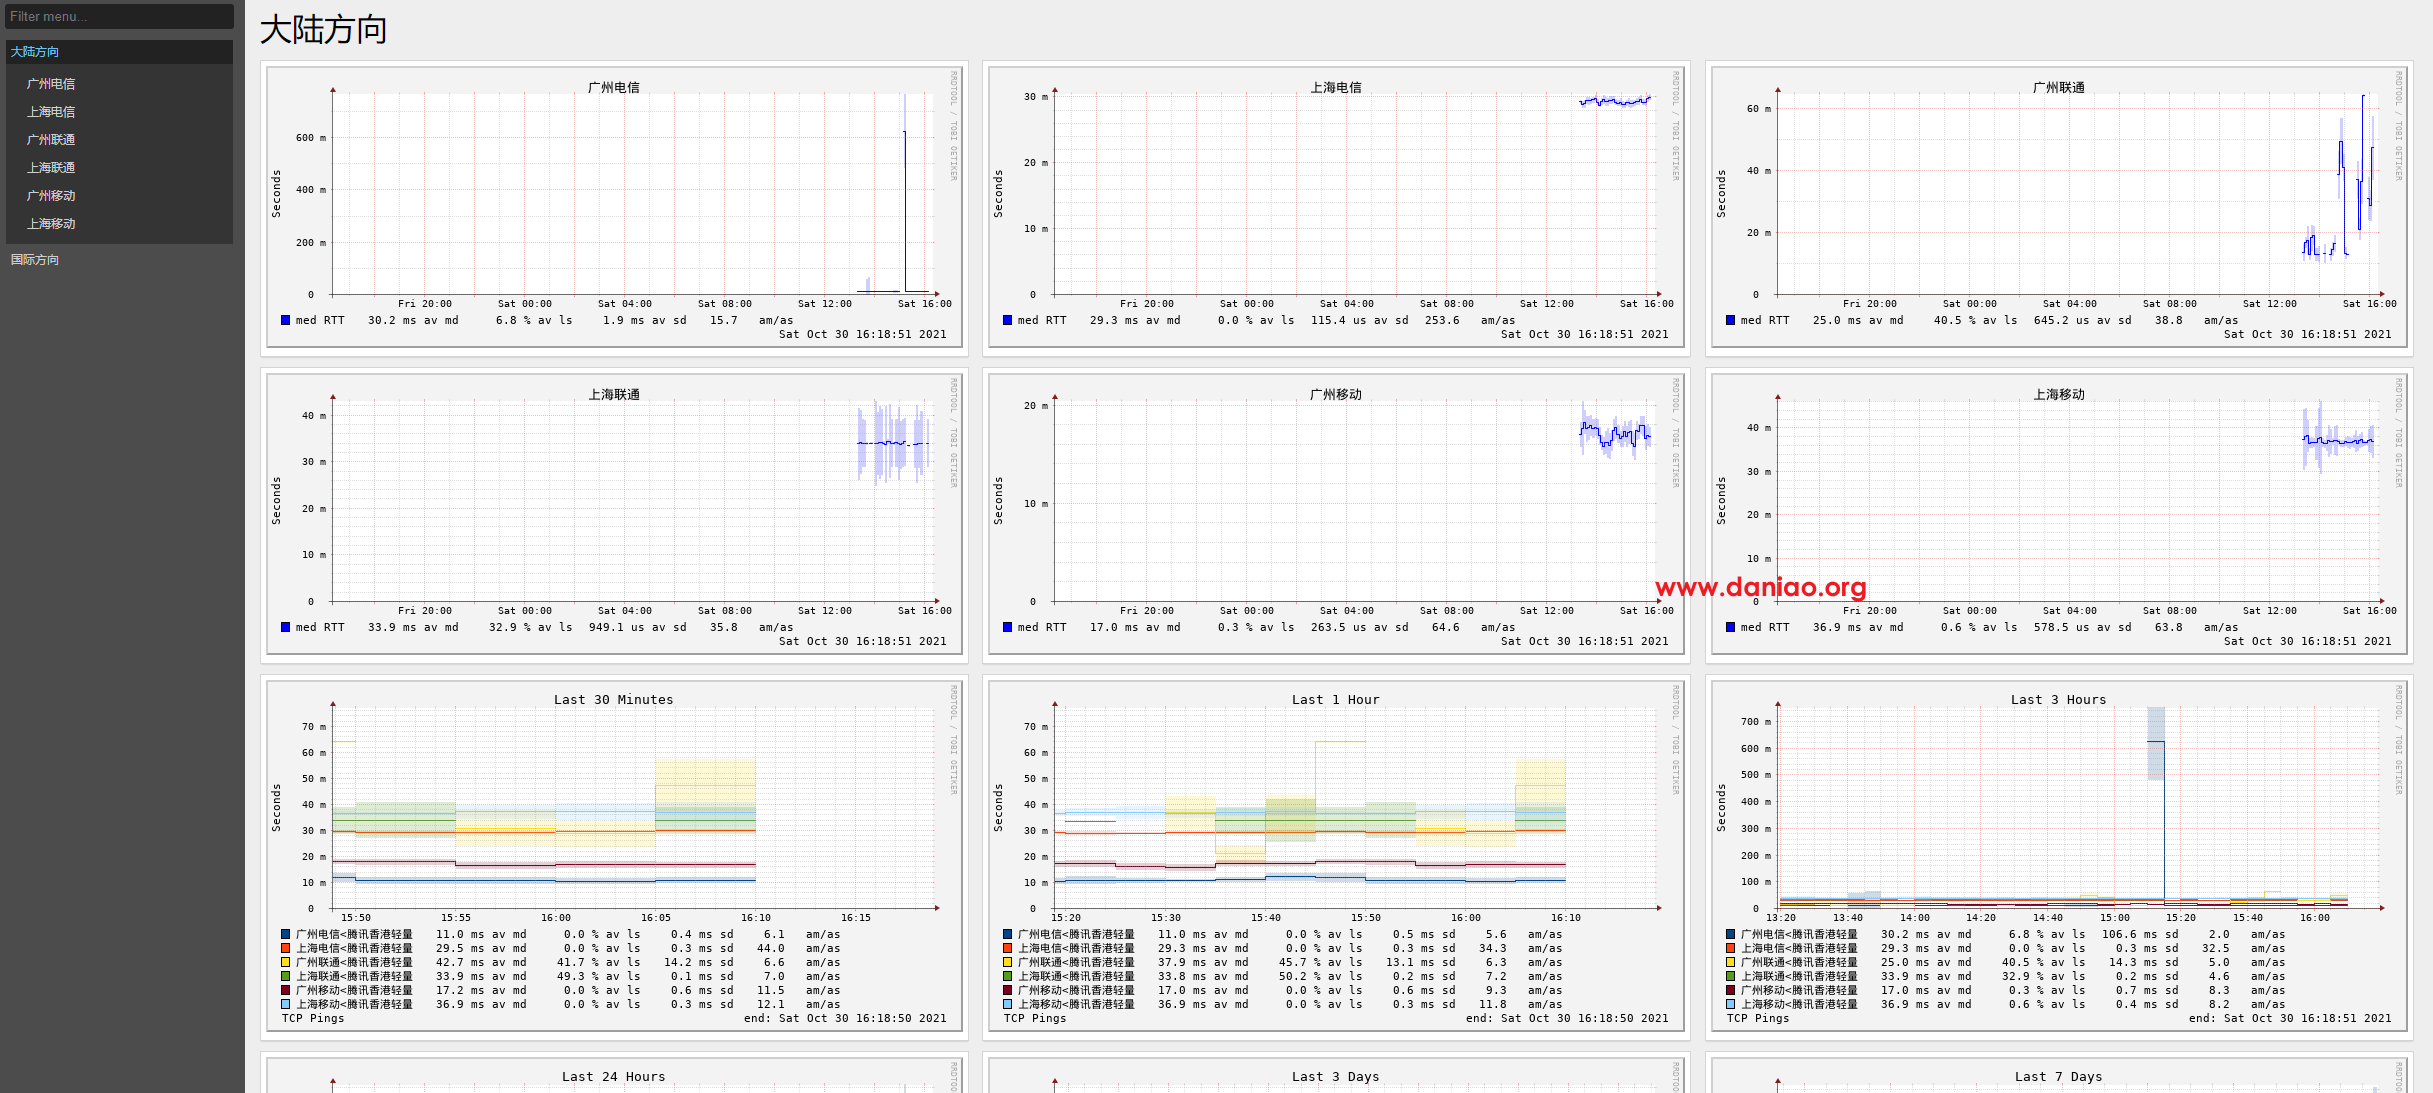 Filter menu...
大陆方向
广州电信
上海电信
广州联通
上海联通
广州移动
上海移动
国际方向
大陆方向
广州电信
RRDTOOL / TOBI OETIKER
Seconds
600 m
400 m
200 m
0
Fri 20:00 Sat 00:00 Sat 04:00 Sat 08:00 Sat 12:00 Sat 16:00
med RTT 30.2 ms av md 6.8 % av ls 1.9 ms av sd 15.7 am/as
Sat Oct 30 16:18:51 2021
上海电信
RRDTOOL / TOBI OETIKER
Seconds
30 m
20 m
10 m
0
Fri 20:00 Sat 00:00 Sat 04:00 Sat 08:00 Sat 12:00 Sat 16:00
med RTT 29.3 ms av md 0.0 % av ls 115.4 us av sd 253.6 am/as
Sat Oct 30 16:18:51 2021
广州联通
RRDTOOL / TOBI OETIKER
Seconds
60 m
40 m
20 m
0
Fri 20:00 Sat 00:00 Sat 04:00 Sat 08:00 Sat 12:00 Sat 16:00
med RTT 25.0 ms av md 40.5 % av ls 645.2 us av sd 38.8 am/as
Sat Oct 30 16:18:51 2021
上海联通
RRDTOOL / TOBI OETIKER
Seconds
40 m
30 m
20 m
10 m
0
Fri 20:00 Sat 00:00 Sat 04:00 Sat 08:00 Sat 12:00 Sat 16:00
med RTT 33.9 ms av md 32.9 % av ls 949.1 us av sd 35.8 am/as
Sat Oct 30 16:18:51 2021
广州移动
RRDTOOL / TOBI OETIKER
Seconds
20 m
10 m
0
Fri 20:00 Sat 00:00 Sat 04:00 Sat 08:00 Sat 12:00 Sat 16:00
med RTT 17.0 ms av md 0.3 % av ls 263.5 us av sd 64.6 am/as
Sat Oct 30 16:18:51 2021
上海移动
RRDTOOL / TOBI OETIKER
Seconds
40 m
30 m
20 m
10 m
0
Fri 20:00 Sat 00:00 Sat 04:00 Sat 08:00 Sat 12:00 Sat 16:00
med RTT 36.9 ms av md 0.6 % av ls 578.5 us av sd 63.8 am/as
Sat Oct 30 16:18:51 2021
www.daniao.org
Last 30 Minutes
RRDTOOL / TOBI OETIKER
Seconds
70 m
60 m
50 m
40 m
30 m
20 m
10 m
0
15:50 15:55 16:00 16:05 16:10 16:15
广州电信<腾讯香港轻量 11.0 ms av md 0.0 % av ls 0.4 ms sd 6.1 am/as
上海电信<腾讯香港轻量 29.5 ms av md 0.0 % av ls 0.3 ms sd 44.0 am/as
广州联通<腾讯香港轻量 42.7 ms av md 41.7 % av ls 14.2 ms sd 6.6 am/as
上海联通<腾讯香港轻量 33.9 ms av md 49.3 % av ls 0.1 ms sd 7.0 am/as
广州移动<腾讯香港轻量 17.2 ms av md 0.0 % av ls 0.6 ms sd 11.5 am/as
上海移动<腾讯香港轻量 36.9 ms av md 0.0 % av ls 0.3 ms sd 12.1 am/as
TCP Pings end: Sat Oct 30 16:18:50 2021
Last 1 Hour
RRDTOOL / TOBI OETIKER
Seconds
70 m
60 m
50 m
40 m
30 m
20 m
10 m
0
15:20 15:30 15:40 15:50 16:00 16:10
广州电信<腾讯香港轻量 11.0 ms av md 0.0 % av ls 0.5 ms sd 5.6 am/as
上海电信<腾讯香港轻量 29.3 ms av md 0.0 % av ls 0.3 ms sd 34.3 am/as
广州联通<腾讯香港轻量 37.9 ms av md 45.7 % av ls 13.1 ms sd 6.3 am/as
上海联通<腾讯香港轻量 33.8 ms av md 50.2 % av ls 0.2 ms sd 7.2 am/as
广州移动<腾讯香港轻量 17.0 ms av md 0.0 % av ls 0.6 ms sd 9.3 am/as
上海移动<腾讯香港轻量 36.9 ms av md 0.0 % av ls 0.3 ms sd 11.8 am/as
TCP Pings end: Sat Oct 30 16:18:50 2021
Last 3 Hours
RRDTOOL / TOBI OETIKER
Seconds
700 m
600 m
500 m
400 m
300 m
200 m
100 m
0
13:20 13:40 14:00 14:20 14:40 15:00 15:20 15:40 16:00
广州电信<腾讯香港轻量 30.2 ms av md 6.8 % av ls 106.6 ms sd 2.0 am/as
上海电信<腾讯香港轻量 29.3 ms av md 0.0 % av ls 0.3 ms sd 32.5 am/as
广州联通<腾讯香港轻量 25.0 ms av md 40.5 % av ls 14.3 ms sd 5.0 am/as
上海联通<腾讯香港轻量 33.9 ms av md 32.9 % av ls 0.2 ms sd 4.6 am/as
广州移动<腾讯香港轻量 17.0 ms av md 0.3 % av ls 0.7 ms sd 8.3 am/as
上海移动<腾讯香港轻量 36.9 ms av md 0.6 % av ls 0.4 ms sd 8.2 am/as
TCP Pings end: Sat Oct 30 16:18:51 2021
Last 24 Hours
Last 3 Days
Last 7 Days